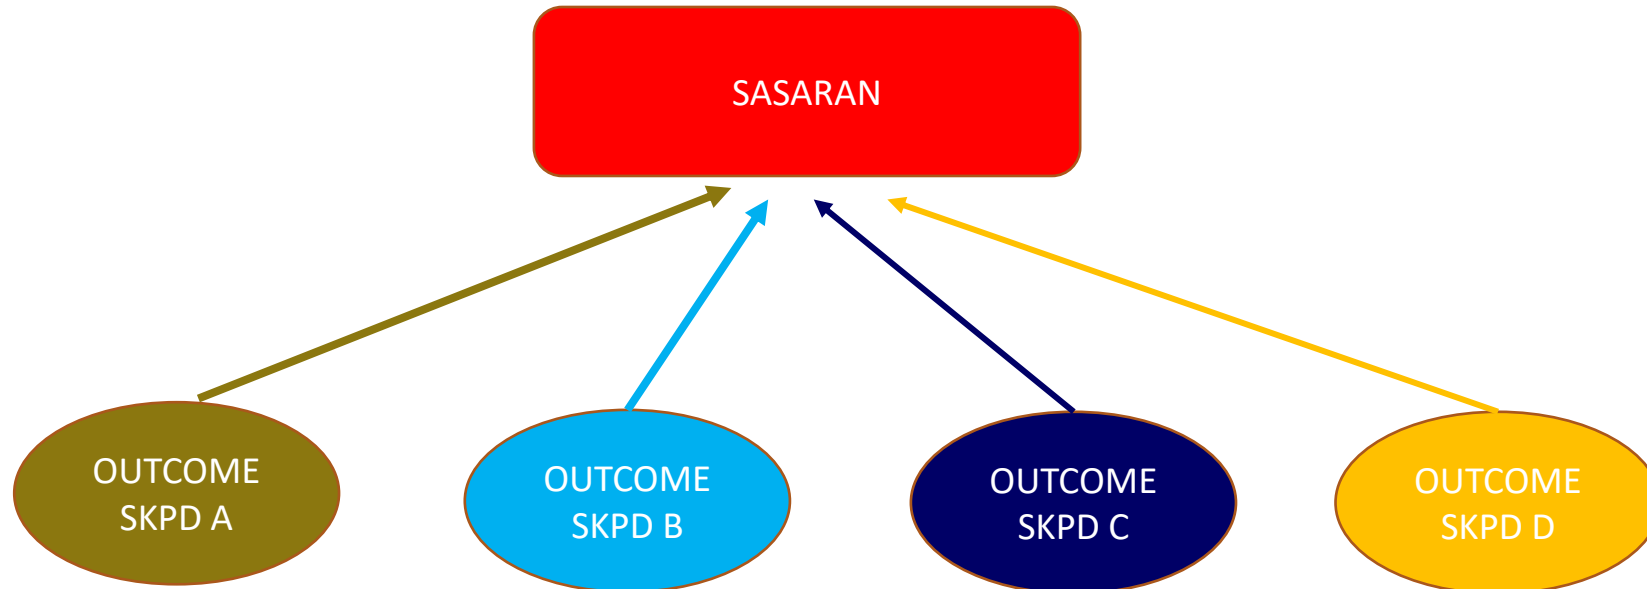 SASARAN
OUTCOME
SKPD A
OUTCOME
SKPD B
OUTCOME
SKPD C
OUTCOME
SKPD D